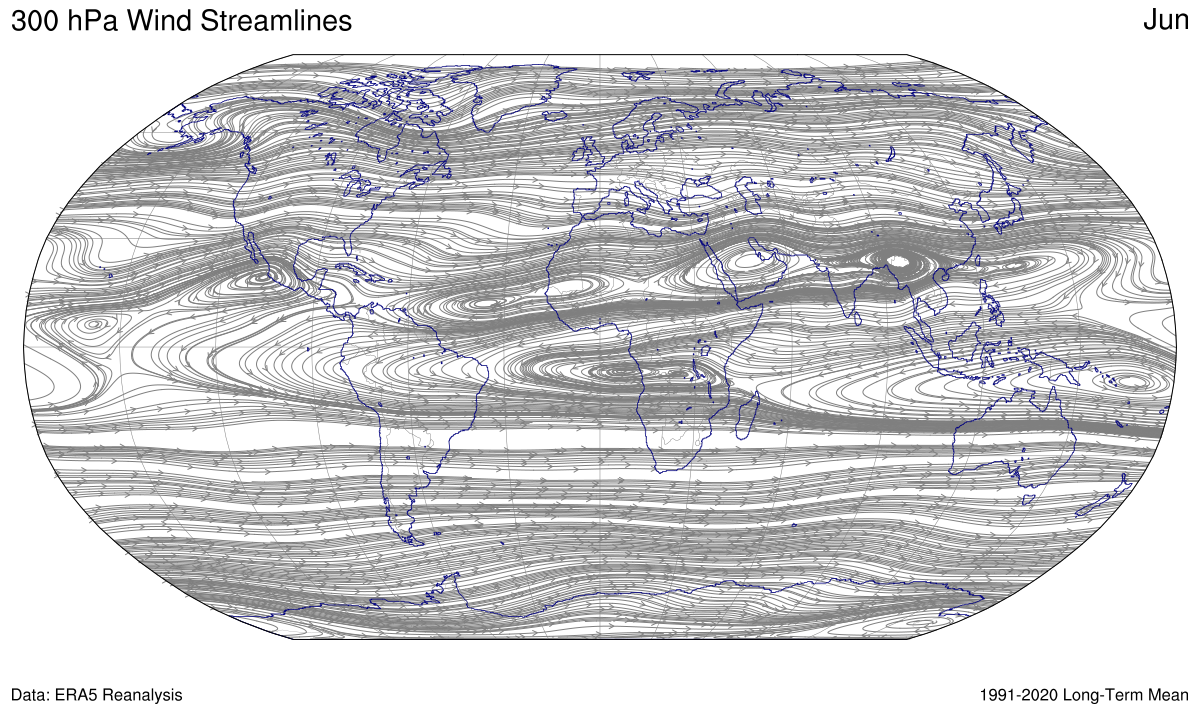 300 hPa Wind Streamlines
Jun
Data: ERA5 Reanalysis
1991-2020 Long-Term Mean